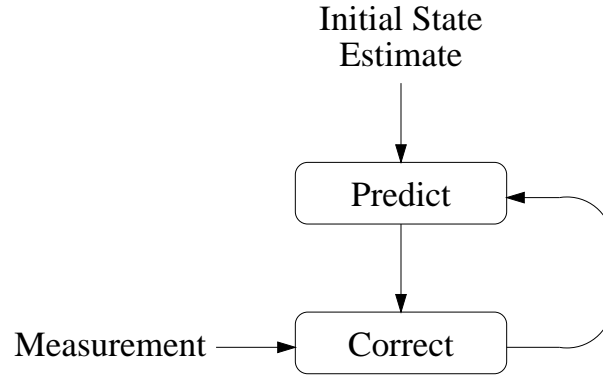 Initial State
Estimate
Predict
Measurement
Correct